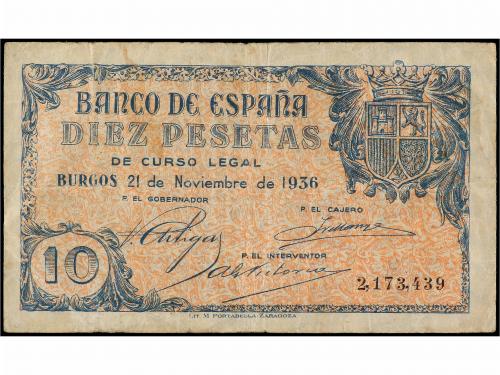 BANCO DE ESPAÑA
DIEZ PESETAS
DE CURSO LEGAL
BURGOS 21 de Noviembre de 1936
P. EL GOBERNADOR
P. EL CAJERO
P. EL INTERVENTOR
10
2,173,439
LIT. M PORTABELLA-ZARAGOZA